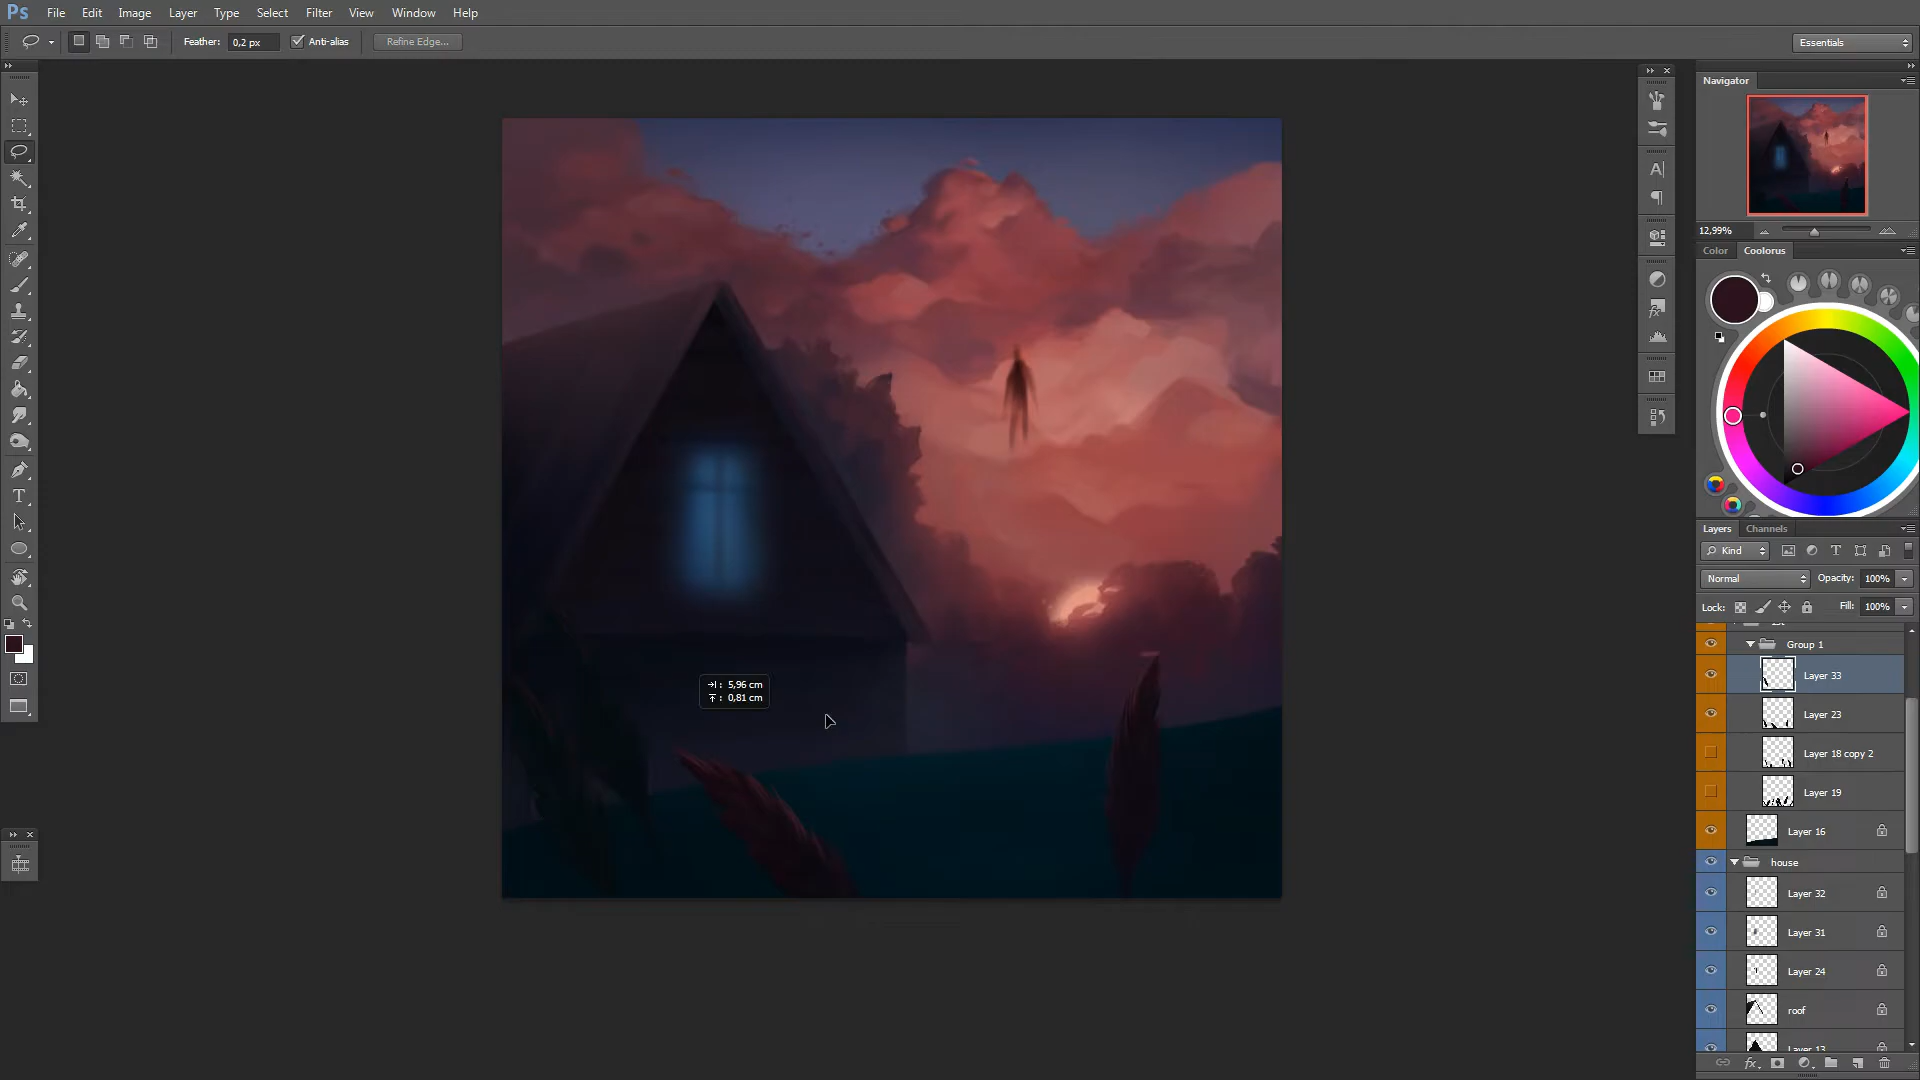 Ps File Edit Image Layer Type Select Filter View Window Help
Feather: 0,2 px Anti-alias Refine Edge... Essentials
Navigator
12,99%
Color Coolorus
Layers Channels
Kind
Normal Opacity: 100%
Lock: Fill: 100%
Group 1
Layer 33
Layer 23
Layer 18 copy 2
Layer 19
Layer 16
house
Layer 32
Layer 31
Layer 24
roof
Layer 13
5,96 cm
0,81 cm